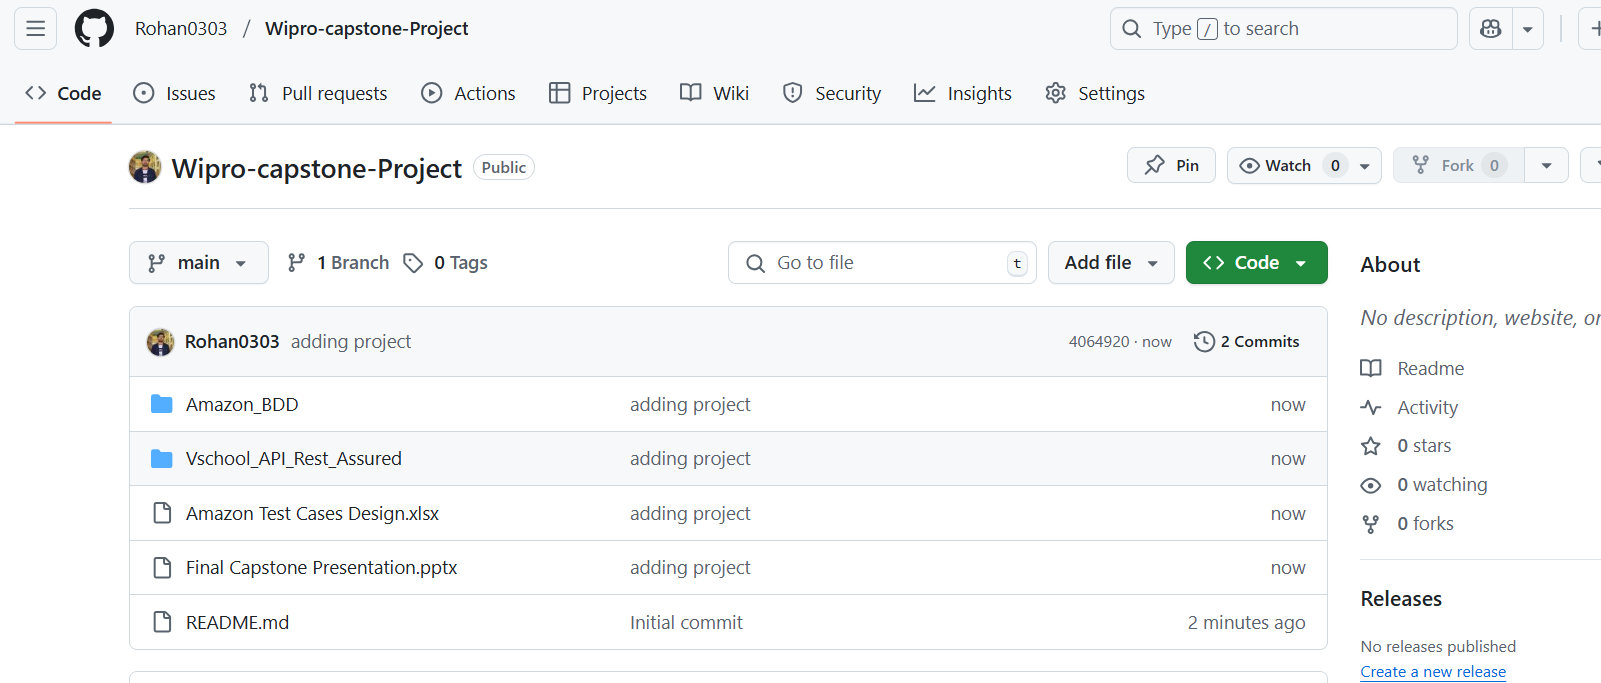 Rohan0303 / Wipro-capstone-Project
Type / to search
Code Issues Pull requests Actions Projects Wiki Security Insights Settings
Wipro-capstone-Project Public
Pin Watch 0 Fork 0
main 1 Branch 0 Tags Go to file t Add file Code
About
Rohan0303 adding project 4064920 · now 2 Commits
No description, website, or
Amazon_BDD adding project now
Readme
Activity
Vschool_API_Rest_Assured adding project now
0 stars
0 watching
Amazon Test Cases Design.xlsx adding project now
0 forks
Final Capstone Presentation.pptx adding project now
Releases
README.md Initial commit 2 minutes ago
No releases published
Create a new release